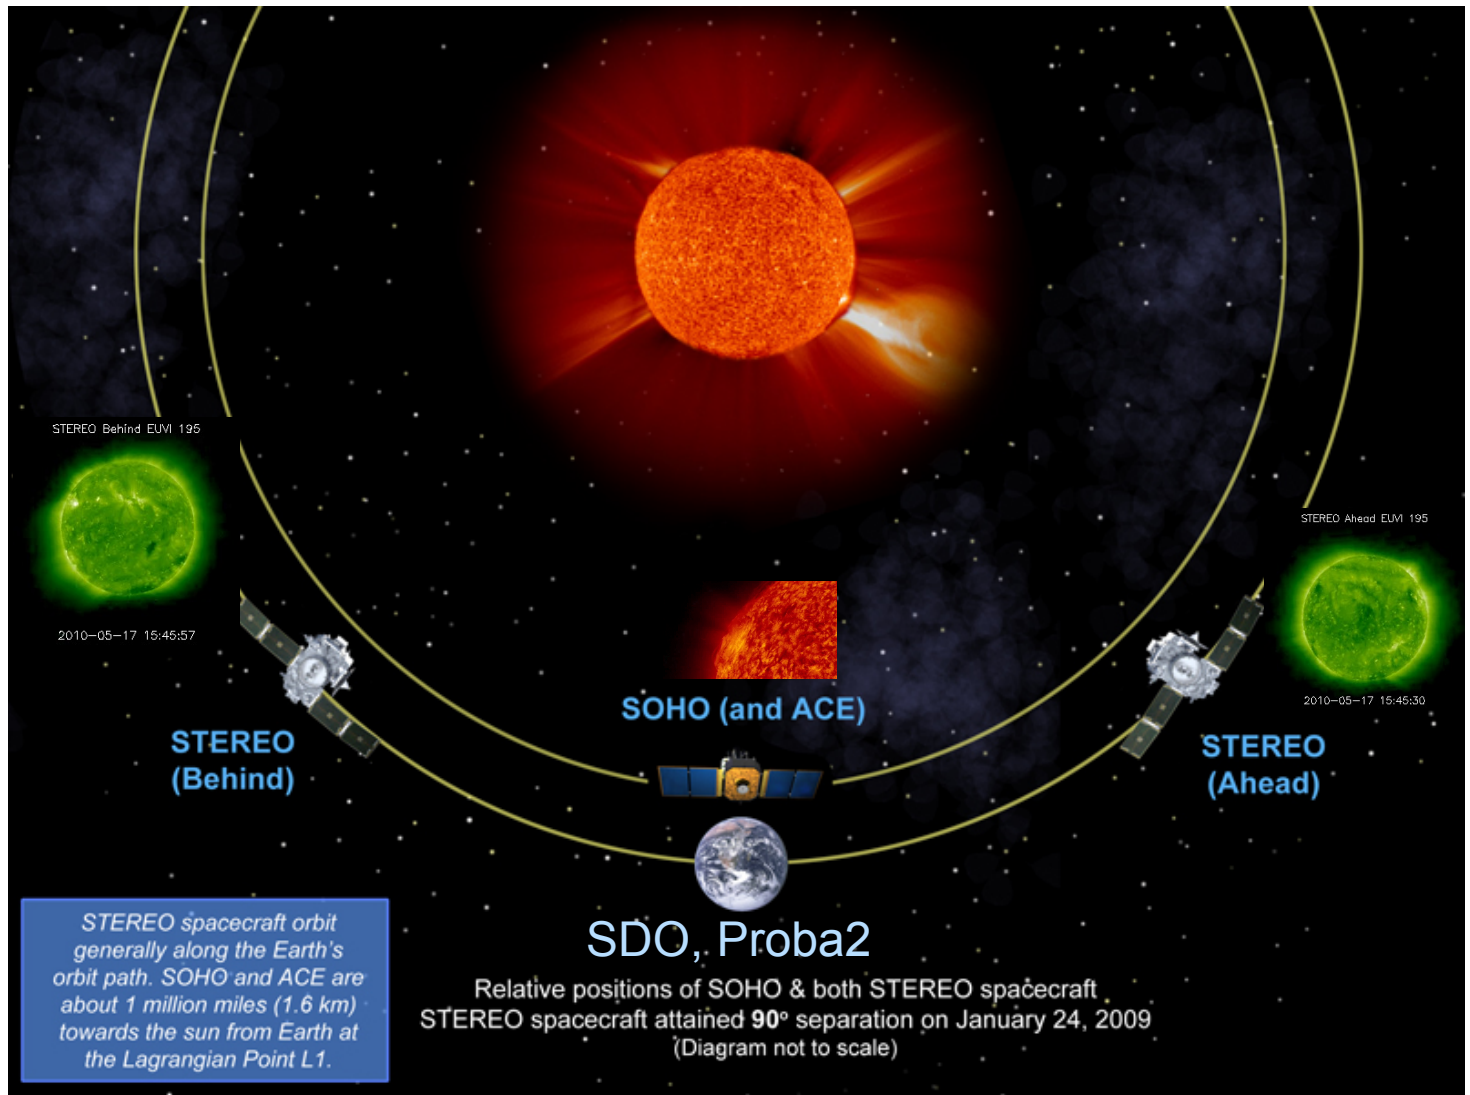 STEREO Behind EUVI 195
2010-05-17 15:45:57
STEREO Ahead EUVI 195
2010-05-17 15:45:30
SOHO (and ACE)
STEREO
(Behind)
STEREO
(Ahead)
SDO, Proba2
STEREO spacecraft orbit
generally along the Earth's
orbit path. SOHO and ACE are
about 1 million miles (1.6 km)
towards the sun from Earth at
the Lagrangian Point L1.
Relative positions of SOHO & both STEREO spacecraft
STEREO spacecraft attained 90º separation on January 24, 2009
(Diagram not to scale)